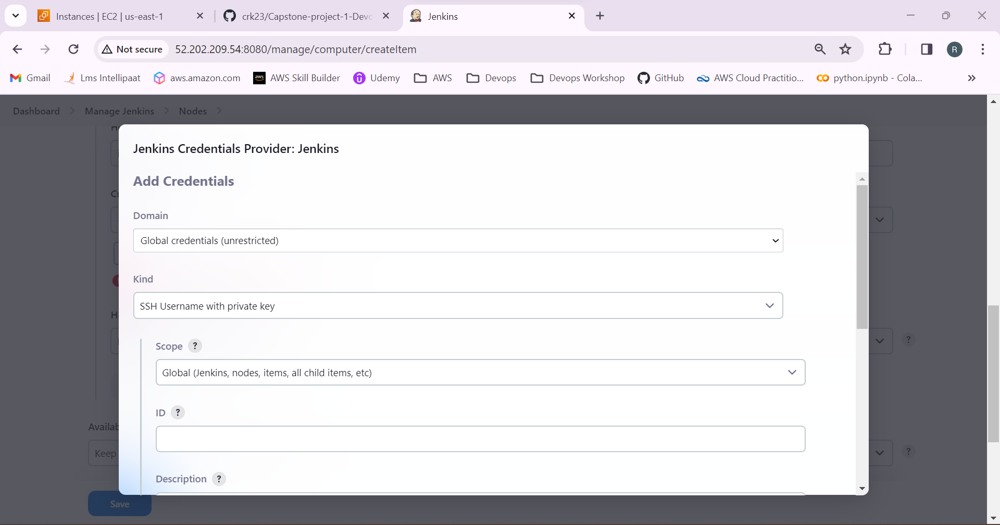 Instances | EC2 | us-east-1
crk23/Capstone-project-1-Devo
Jenkins
Not secure
52.202.209.54:8080/manage/computer/createItem
R
Gmail
Lms Intellipaat
aws.amazon.com
aws
AWS Skill Builder
Udemy
AWS
Devops
Devops Workshop
GitHub
AWS Cloud Practitio...
python.ipynb - Cola...
Dashboard
Manage Jenkins
Nodes
Jenkins Credentials Provider: Jenkins
Add Credentials
Domain
Global credentials (unrestricted)
Kind
SSH Username with private key
Scope ?
Global (Jenkins, nodes, items, all child items, etc)
?
ID ?
Availab
Keep
?
Description ?
Save